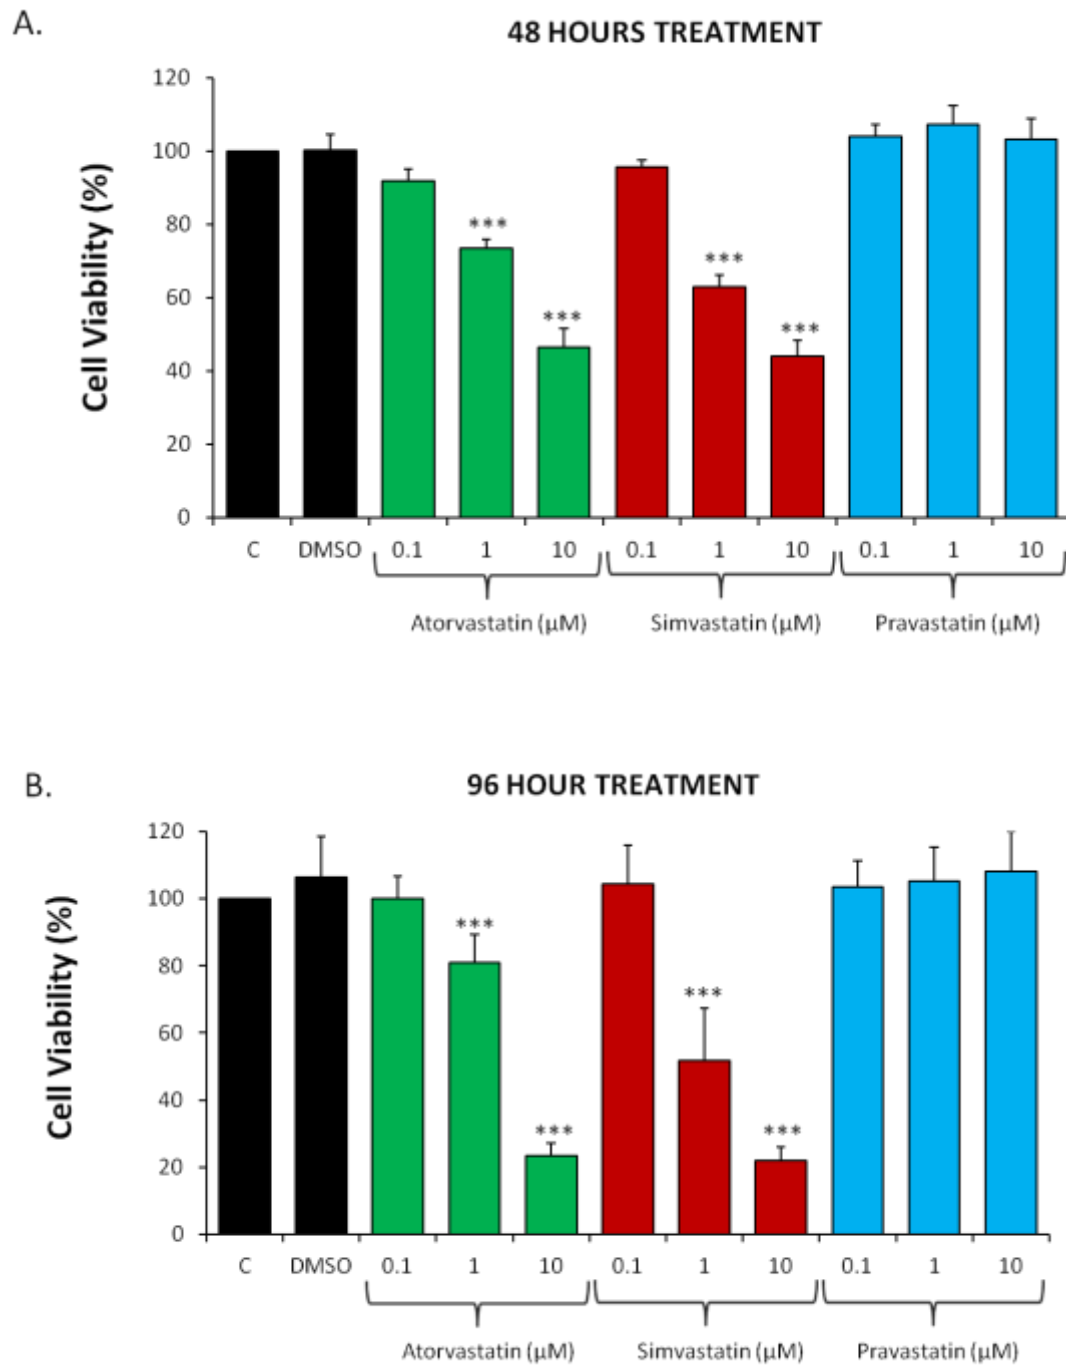 A.
48 HOURS TREATMENT
120
100
80
60
40
20
0
Cell Viability (%)
***
***
***
***
C DMSO 0.1 1 10 0.1 1 10 0.1 1 10
Atorvastatin (µM) Simvastatin (µM) Pravastatin (µM)
B.
96 HOUR TREATMENT
120
100
80
60
40
20
0
Cell Viability (%)
***
***
***
***
C DMSO 0.1 1 10 0.1 1 10 0.1 1 10
Atorvastatin (µM) Simvastatin (µM) Pravastatin (µM)